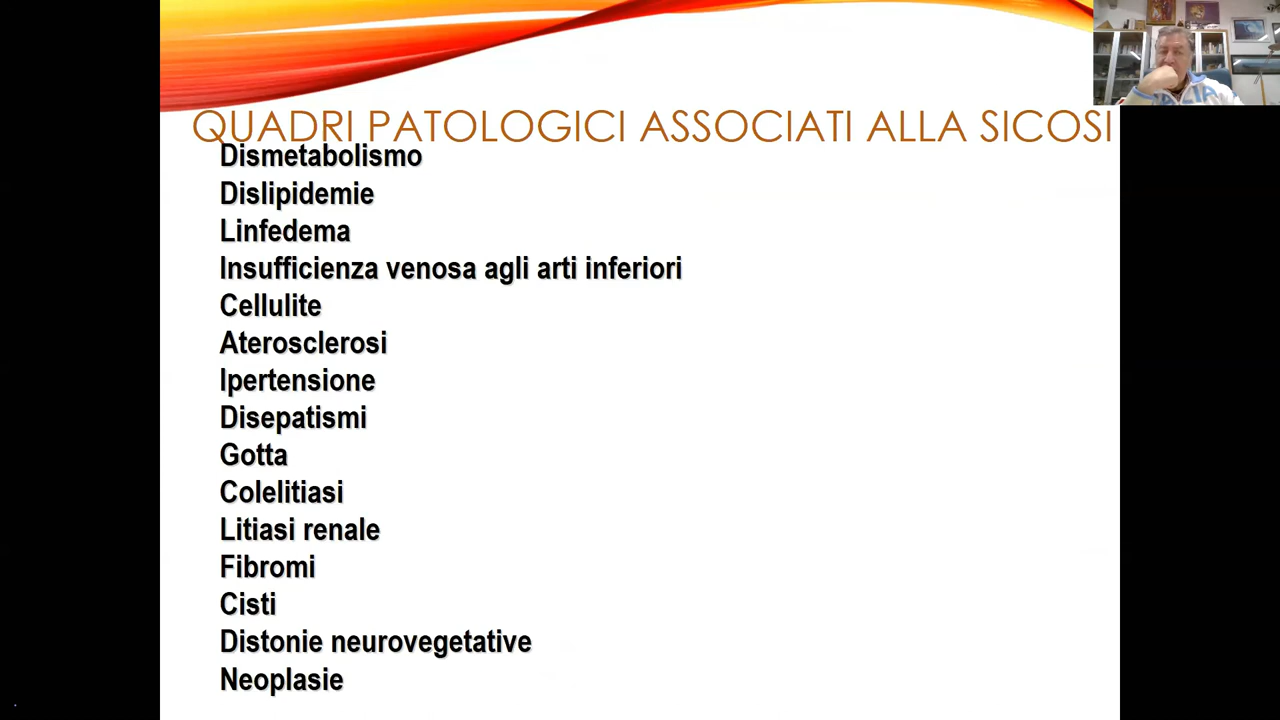 QUADRI PATOLOGICI ASSOCIATI ALLA SICOSI
Dismetabolismo
Dislipidemie
Linfedema
Insufficienza venosa agli arti inferiori
Cellulite
Aterosclerosi
Ipertensione
Disepatismi
Gotta
Colelitiasi
Litiasi renale
Fibromi
Cisti
Distonie neurovegetative
Neoplasie